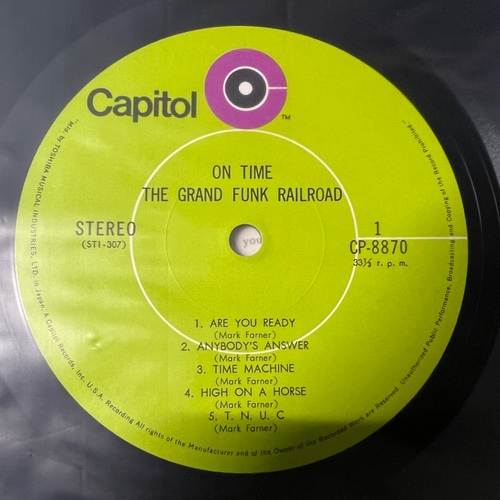 Capitol
TM
ON TIME
THE GRAND FUNK RAILROAD
STEREO
(STI-307)
1
CP-8870
33⅓ r. p. m.
you
1. ARE YOU READY
(Mark Farner)
2. ANYBODY'S ANSWER
(Mark Farner)
3. TIME MACHINE
(Mark Farner)
4. HIGH ON A HORSE
(Mark Farner)
5. T. N. U. C
(Mark Farner)
"Mfd. by TOSHIBA MUSICAL INDUSTRIES, LTD. in Japan, A Capitol Records, Inc. U.S.A. Recording All rights of the Manufacturer and of the Owner of the Recorded Work are Reserved. Unauthorised Public Performance, Broadcasting and Copying of the Record Prohibited."